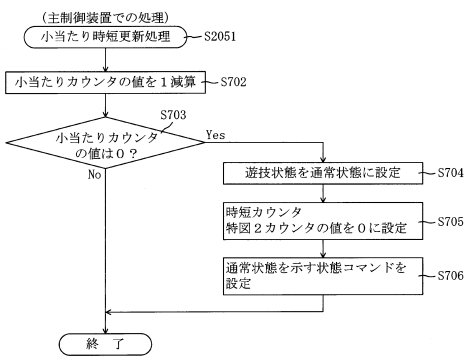 (主制御装置での処理)
小当たり時短更新処理
S2051
小当たりカウンタの値を1減算
S702
S703
小当たりカウンタ
の値は0?
Yes
No
遊技状態を通常状態に設定
S704
時短カウンタ
特図2カウンタの値を0に設定
S705
通常状態を示す状態コマンドを
設定
S706
終 了